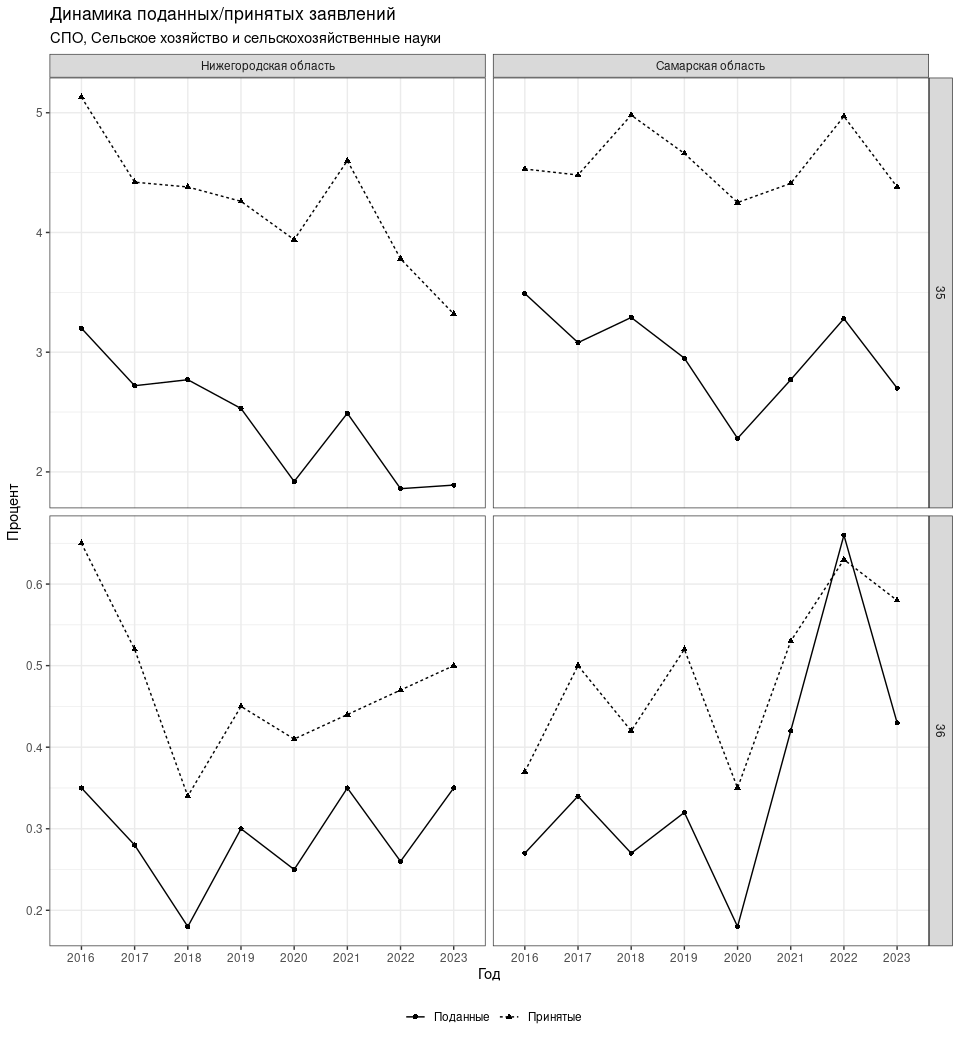 Динамика поданных/принятых заявлений
СПО, Сельское хозяйство и сельскохозяйственные науки
Нижегородская область
Самарская область
5
4
3
2
35
Процент
0.6
0.5
0.4
0.3
0.2
36
2016 2017 2018 2019 2020 2021 2022 2023
2016 2017 2018 2019 2020 2021 2022 2023
Год
Поданные
Принятые